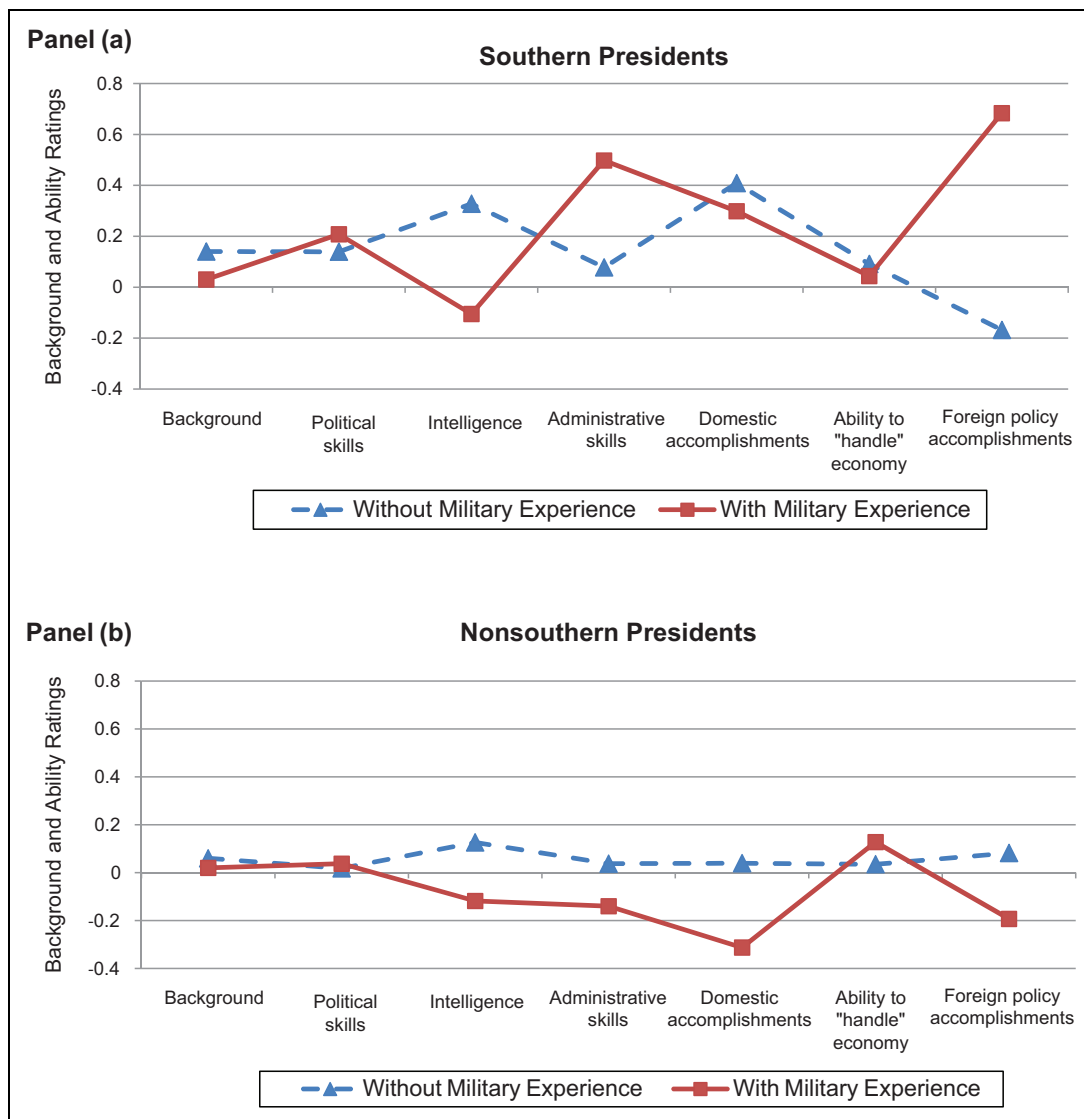 Panel (a)
Southern Presidents
Background and Ability Ratings
0.8
0.6
0.4
0.2
0
-0.2
-0.4
Background
Political
skills
Intelligence
Administrative
skills
Domestic
accomplishments
Ability to
"handle"
economy
Foreign policy
accomplishments
Without Military Experience
With Military Experience
Panel (b)
Nonsouthern Presidents
Background and Ability Ratings
0.8
0.6
0.4
0.2
0
-0.2
-0.4
Background
Political
skills
Intelligence
Administrative
skills
Domestic
accomplishments
Ability to
"handle"
economy
Foreign policy
accomplishments
Without Military Experience
With Military Experience